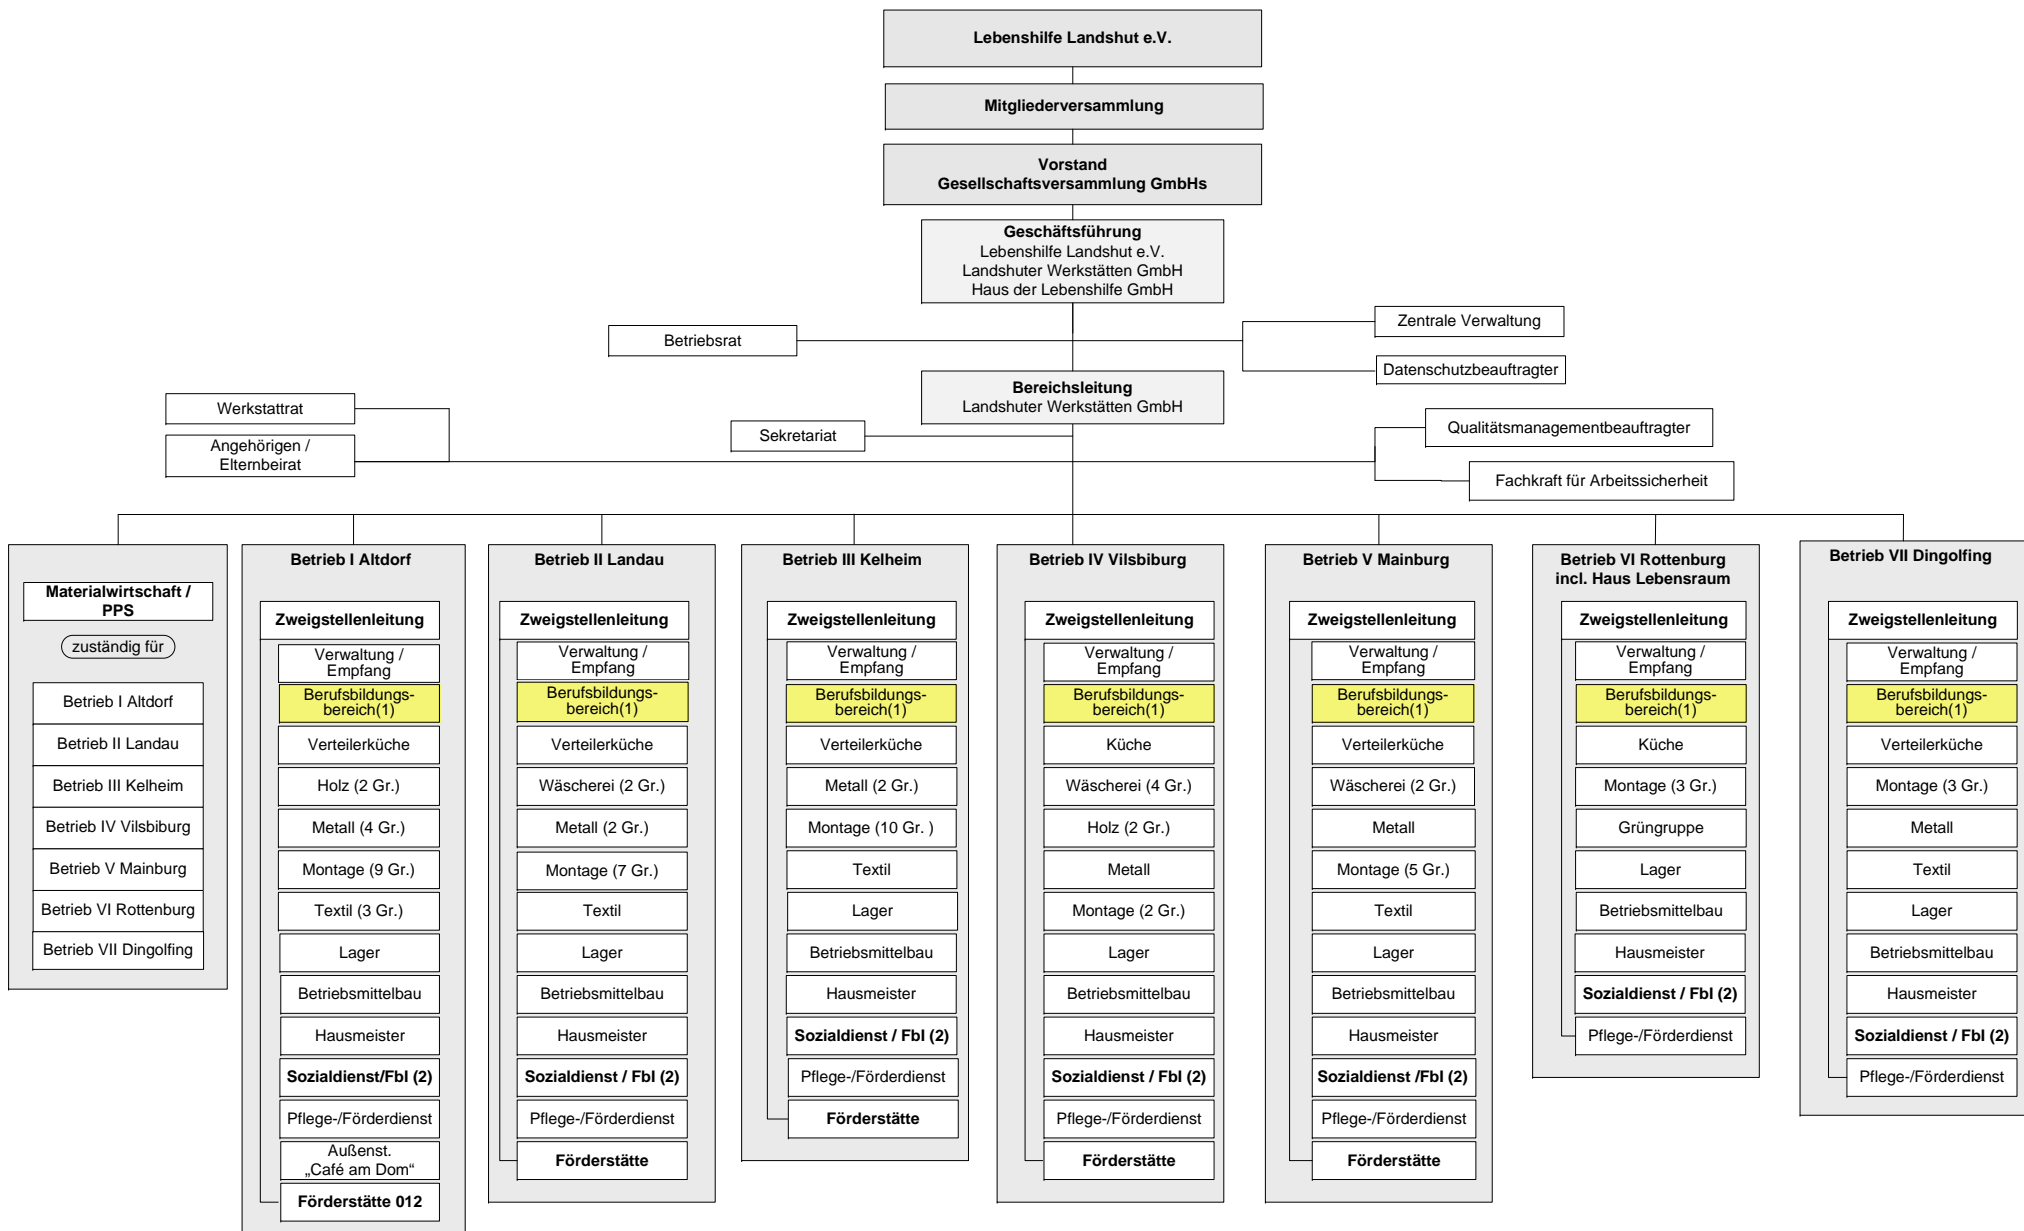 Lebenshilfe Landshut e.V.
Mitgliederversammlung
Vorstand
Gesellschaftsversammlung GmbHs
Geschäftsführung
Lebenshilfe Landshut e.V.
Landshuter Werkstätten GmbH
Haus der Lebenshilfe GmbH
Betriebsrat
Zentrale Verwaltung
Datenschutzbeauftragter
Bereichsleitung
Landshuter Werkstätten GmbH
Werkstattrat
Angehörigen /
Elternbeirat
Sekretariat
Qualitätsmanagementbeauftragter
Fachkraft für Arbeitssicherheit
Materialwirtschaft /
PPS
zuständig für
Betrieb I Altdorf
Betrieb II Landau
Betrieb III Kelheim
Betrieb IV Vilsbiburg
Betrieb V Mainburg
Betrieb VI Rottenburg
Betrieb VII Dingolfing
Betrieb I Altdorf
Zweigstellenleitung
Verwaltung /
Empfang
Berufsbildungs-
bereich(1)
Verteilerküche
Holz (2 Gr.)
Metall (4 Gr.)
Montage (9 Gr.)
Textil (3 Gr.)
Lager
Betriebsmittelbau
Hausmeister
Sozialdienst/FbI (2)
Pflege-/Förderdienst
Außenst.
„Café am Dom“
Förderstätte 012
Betrieb II Landau
Zweigstellenleitung
Verwaltung /
Empfang
Berufsbildungs-
bereich(1)
Verteilerküche
Wäscherei (2 Gr.)
Metall (2 Gr.)
Montage (7 Gr.)
Textil
Lager
Betriebsmittelbau
Hausmeister
Sozialdienst / FbI (2)
Pflege-/Förderdienst
Förderstätte
Betrieb III Kelheim
Zweigstellenleitung
Verwaltung /
Empfang
Berufsbildungs-
bereich(1)
Verteilerküche
Metall (2 Gr.)
Montage (10 Gr. )
Textil
Lager
Betriebsmittelbau
Hausmeister
Sozialdienst / FbI (2)
Pflege-/Förderdienst
Förderstätte
Betrieb IV Vilsbiburg
Zweigstellenleitung
Verwaltung /
Empfang
Berufsbildungs-
bereich(1)
Küche
Wäscherei (4 Gr.)
Holz (2 Gr.)
Metall
Montage (2 Gr.)
Lager
Betriebsmittelbau
Hausmeister
Sozialdienst / FbI (2)
Pflege-/Förderdienst
Förderstätte
Betrieb V Mainburg
Zweigstellenleitung
Verwaltung /
Empfang
Berufsbildungs-
bereich(1)
Verteilerküche
Wäscherei (2 Gr.)
Metall
Montage (5 Gr.)
Textil
Lager
Betriebsmittelbau
Hausmeister
Sozialdienst /FbI (2)
Pflege-/Förderdienst
Förderstätte
Betrieb VI Rottenburg
incl. Haus Lebensraum
Zweigstellenleitung
Verwaltung /
Empfang
Berufsbildungs-
bereich(1)
Küche
Montage (3 Gr.)
Grüngruppe
Lager
Betriebsmittelbau
Hausmeister
Sozialdienst / FbI (2)
Pflege-/Förderdienst
Betrieb VII Dingolfing
Zweigstellenleitung
Verwaltung /
Empfang
Berufsbildungs-
bereich(1)
Verteilerküche
Montage (3 Gr.)
Metall
Textil
Lager
Betriebsmittelbau
Hausmeister
Sozialdienst / FbI (2)
Pflege-/Förderdienst